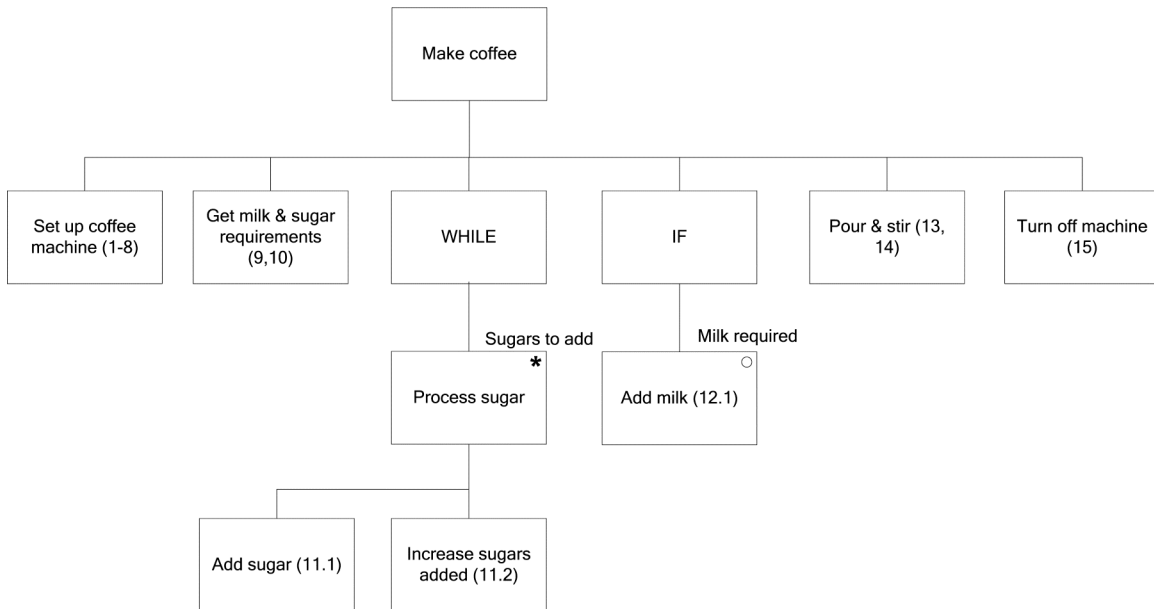 Make coffee
Set up coffee
machine (1-8)
Get milk & sugar
requirements
(9,10)
WHILE
IF
Pour & stir (13,
14)
Turn off machine
(15)
Sugars to add
Milk required
*
Process sugar
Add milk (12.1)
Add sugar (11.1)
Increase sugars
added (11.2)